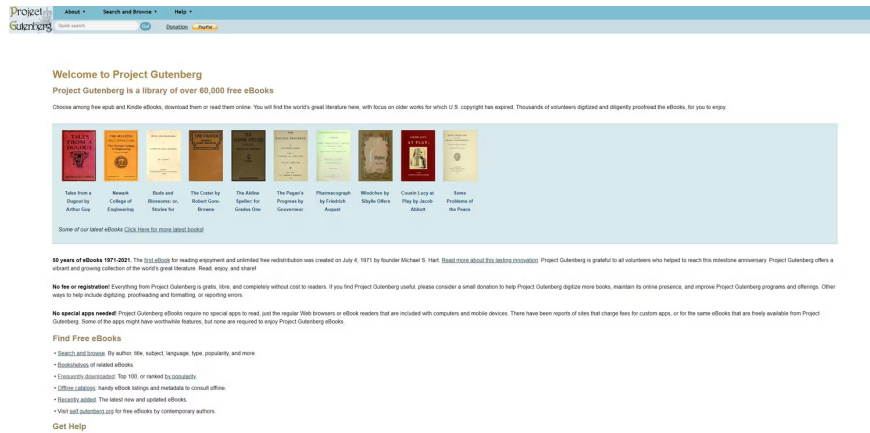 Project
Gutenberg
About ▾ Search and Browse ▾ Help ▾
Quick search Go! Donation PayPal
Welcome to Project Gutenberg
Project Gutenberg is a library of over 60,000 free eBooks
Choose among free epub and Kindle eBooks, download them or read them online. You will find the world's great literature here, with focus on older works for which U.S. copyright has expired. Thousands of volunteers digitized and diligently proofread the eBooks, for you to enjoy.
TALES
FROM A
DUGOUT
AT PLAY.
Tales from a Newark Buds and The Crater by The Aldine The Pagan's Pharmacograph Windchen by Cousin Lucy at Some
Dugout by College of Blossoms: or, Robert Gore- Speller: for Progress by by Friedrich Sibylle Olfers Play by Jacob Problems of
Arthur Guy Engineering Stories for Browne Grades One Gouverneur August Abbott the Peace
Some of our latest eBooks Click Here for more latest books!
50 years of eBooks 1971-2021. The first eBook for reading enjoyment and unlimited free redistribution was created on July 4, 1971 by founder Michael S. Hart. Read more about this lasting innovation. Project Gutenberg is grateful to all volunteers who helped to reach this milestone anniversary. Project Gutenberg offers a
vibrant and growing collection of the world's great literature. Read, enjoy, and share!
No fee or registration! Everything from Project Gutenberg is gratis, libre, and completely without cost to readers. If you find Project Gutenberg useful, please consider a small donation to help Project Gutenberg digitize more books, maintain its online presence, and improve Project Gutenberg programs and offerings. Other
ways to help include digitizing, proofreading and formatting, or reporting errors.
No special apps needed! Project Gutenberg eBooks require no special apps to read, just the regular Web browsers or eBook readers that are included with computers and mobile devices. There have been reports of sites that charge fees for custom apps, or for the same eBooks that are freely available from Project
Gutenberg. Some of the apps might have worthwhile features, but none are required to enjoy Project Gutenberg eBooks.
Find Free eBooks
• Search and browse. By author, title, subject, language, type, popularity, and more.
• Bookshelves of related eBooks.
• Frequently downloaded: Top 100, or ranked by popularity.
• Offline catalogs: handy eBook listings and metadata to consult offline.
• Recently added. The latest new and updated eBooks.
• Visit self.gutenberg.org for free eBooks by contemporary authors.
Get Help